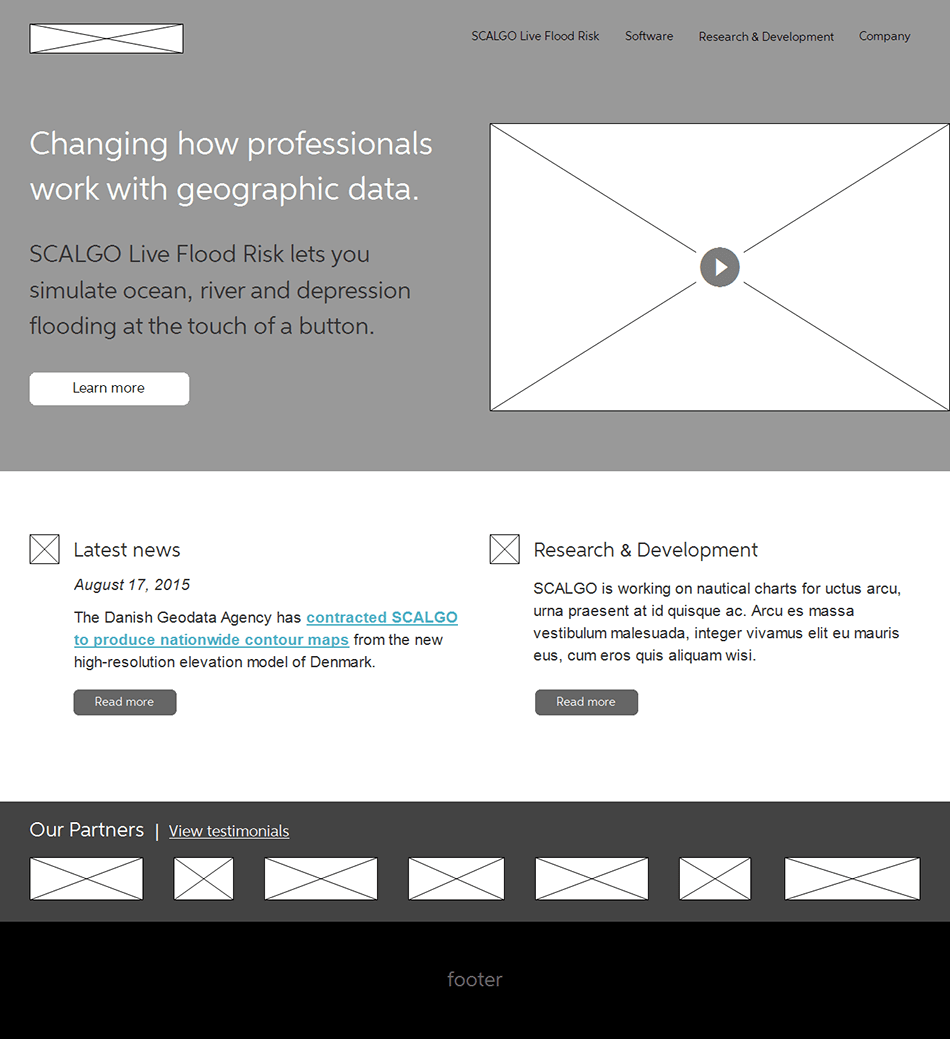 SCALGO Live Flood Risk Software Research & Development Company
Changing how professionals
work with geographic data.
SCALGO Live Flood Risk lets you
simulate ocean, river and depression
flooding at the touch of a button.
Learn more
Latest news
August 17, 2015
The Danish Geodata Agency has contracted SCALGO
to produce nationwide contour maps from the new
high-resolution elevation model of Denmark.
Read more
Research & Development
SCALGO is working on nautical charts for uctus arcu,
urna praesent at id quisque ac. Arcu es massa
vestibulum malesuada, integer vivamus elit eu mauris
eus, cum eros quis aliquam wisi.
Read more
Our Partners | View testimonials
footer